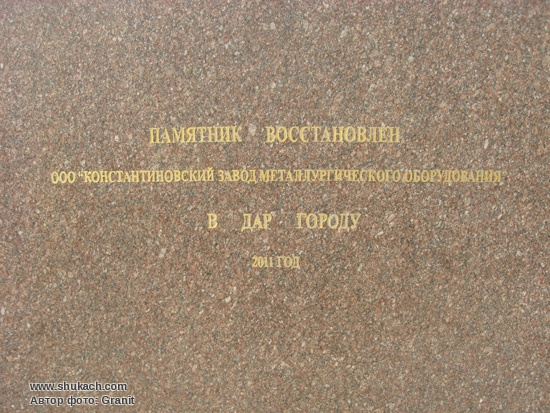 ПАМЯТНИК ВОССТАНОВЛЕН
ООО "КОНСТАНТИНОВСКИЙ ЗАВОД МЕТАЛЛУРГИЧЕСКОГО ОБОРУДОВАНИЯ"
В ДАР ГОРОДУ
2011 ГОД
www.shukach.com
Автор фото: Granit